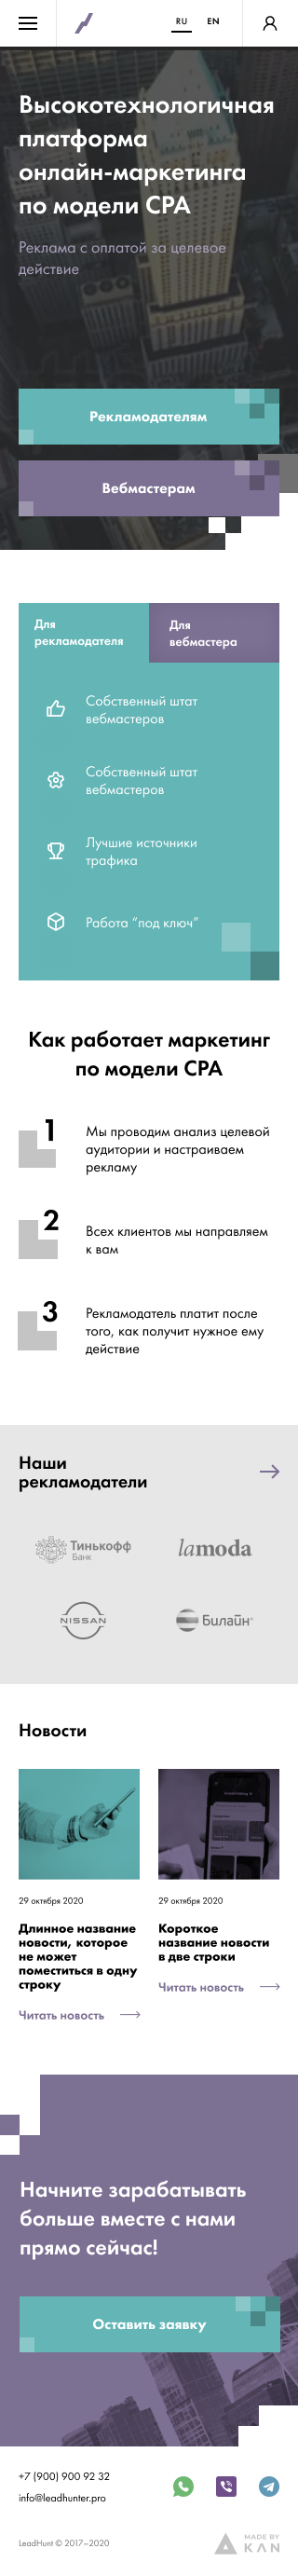 RU EN
Высокотехнологичная
платформа
онлайн-маркетинга
по модели CPA
Реклама с оплатой за целевое
действие
Рекламодателям
Вебмастерам
Для
рекламодателя
Для
вебмастера
Собственный штат
вебмастеров
Собственный штат
вебмастеров
Лучшие источники
трафика
Работа “под ключ”
Как работает маркетинг
по модели CPA
1
Мы проводим анализ целевой
аудитории и настраиваем
рекламу
2
Всех клиентов мы направляем
к вам
3
Рекламодатель платит после
того, как получит нужное ему
действие
Наши
рекламодатели
Тинькофф
Банк
lamoda
NISSAN
Билайн
Новости
29 октября 2020
Длинное название
новости, которое
не может
поместиться в одну
строку
Читать новость
29 октября 2020
Короткое
название новости
в две строки
Читать новость
Начните зарабатывать
больше вместе с нами
прямо сейчас!
Оставить заявку
+7 (900) 900 92 32
info@leadhunter.pro
LeadHunt © 2017–2020
MADE BY
KAN